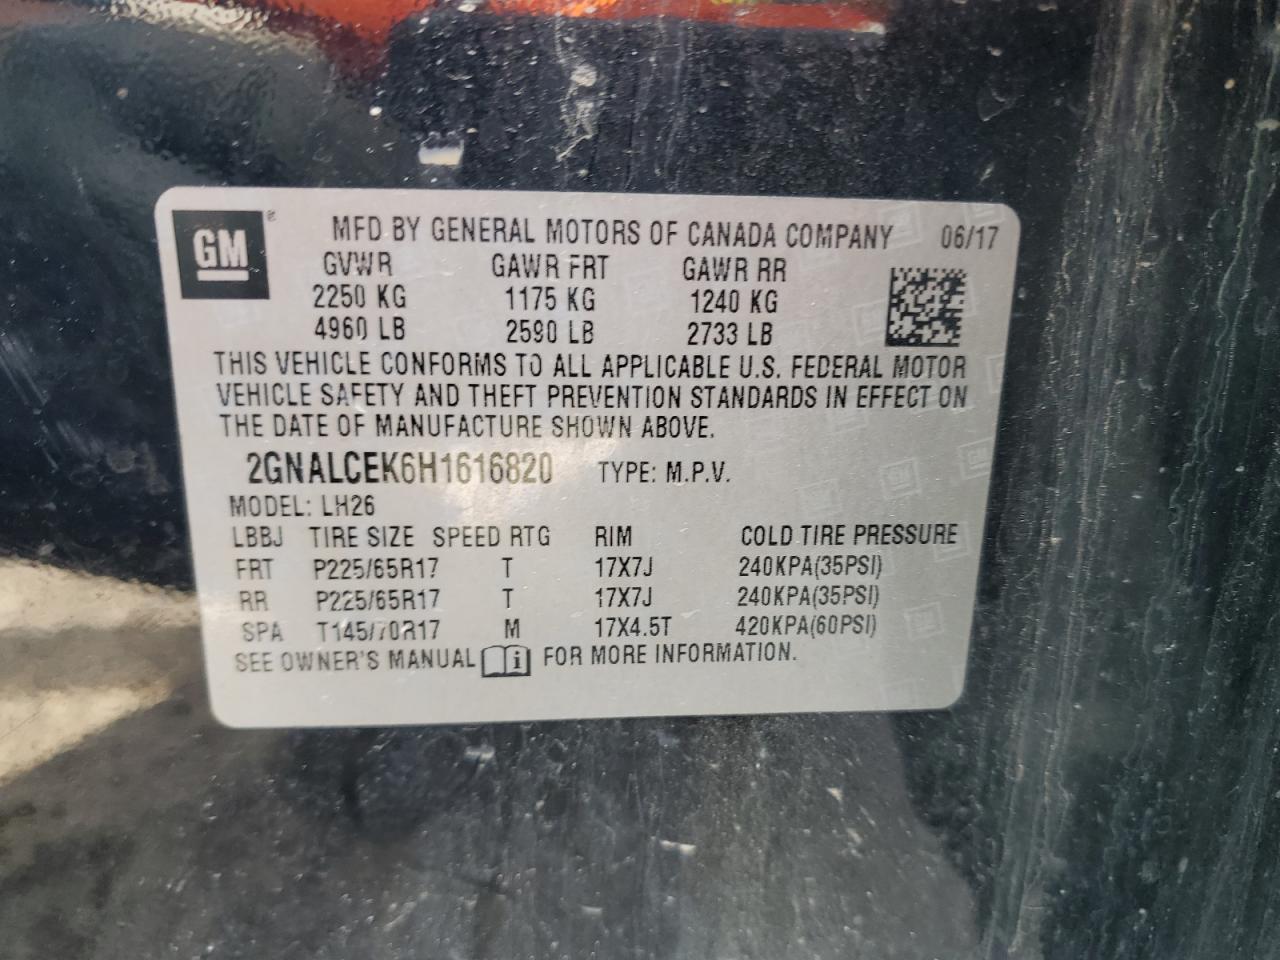 GM ® MFD BY GENERAL MOTORS OF CANADA COMPANY 06/17
GVWR GAWR FRT GAWR RR
2250 KG 1175 KG 1240 KG
4960 LB 2590 LB 2733 LB
THIS VEHICLE CONFORMS TO ALL APPLICABLE U.S. FEDERAL MOTOR
VEHICLE SAFETY AND THEFT PREVENTION STANDARDS IN EFFECT ON
THE DATE OF MANUFACTURE SHOWN ABOVE.
2GNALCEK6H1616820 TYPE: M.P.V.
MODEL: LH26
LBBJ TIRE SIZE SPEED RTG RIM COLD TIRE PRESSURE
FRT P225/65R17 T 17X7J 240KPA(35PSI)
RR P225/65R17 T 17X7J 240KPA(35PSI)
SPA T145/70R17 M 17X4.5T 420KPA(60PSI)
SEE OWNER'S MANUAL i FOR MORE INFORMATION.